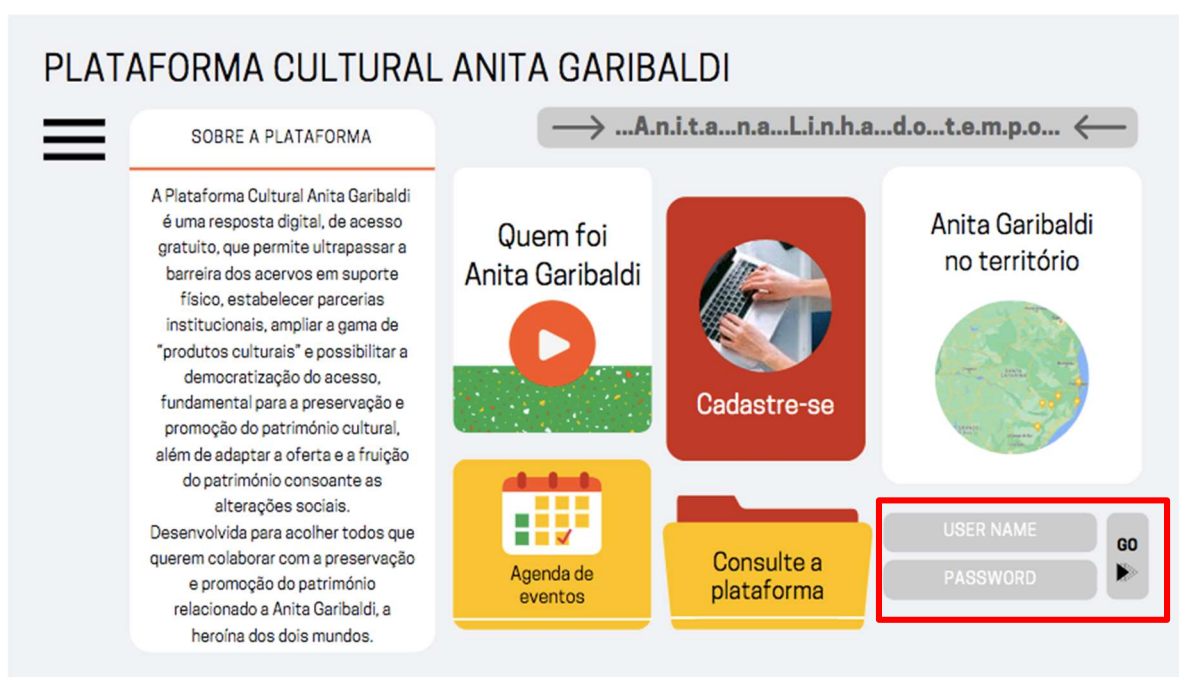 PLATAFORMA CULTURAL ANITA GARIBALDI
SOBRE A PLATAFORMA
A Plataforma Cultural Anita Garibaldi
é uma resposta digital, de acesso
gratuito, que permite ultrapassar a
barreira dos acervos em suporte
físico, estabelecer parcerias
institucionais, ampliar a gama de
“produtos culturais” e possibilitar a
democratização do acesso,
fundamental para a preservação e
promoção do património cultural,
além de adaptar a oferta e a fruição
do património consoante as
alterações sociais.
Desenvolvida para acolher todos que
querem colaborar com a preservação
e promoção do património
relacionado a Anita Garibaldi, a
heroína dos dois mundos.
...A.n.i.t.a...n.a...L.i.n.h.a...d.o...t.e.m.p.o...
Quem foi
Anita Garibaldi
Cadastre-se
Anita Garibaldi
no território
Agenda de
eventos
Consulte a
plataforma
USER NAME
PASSWORD
GO